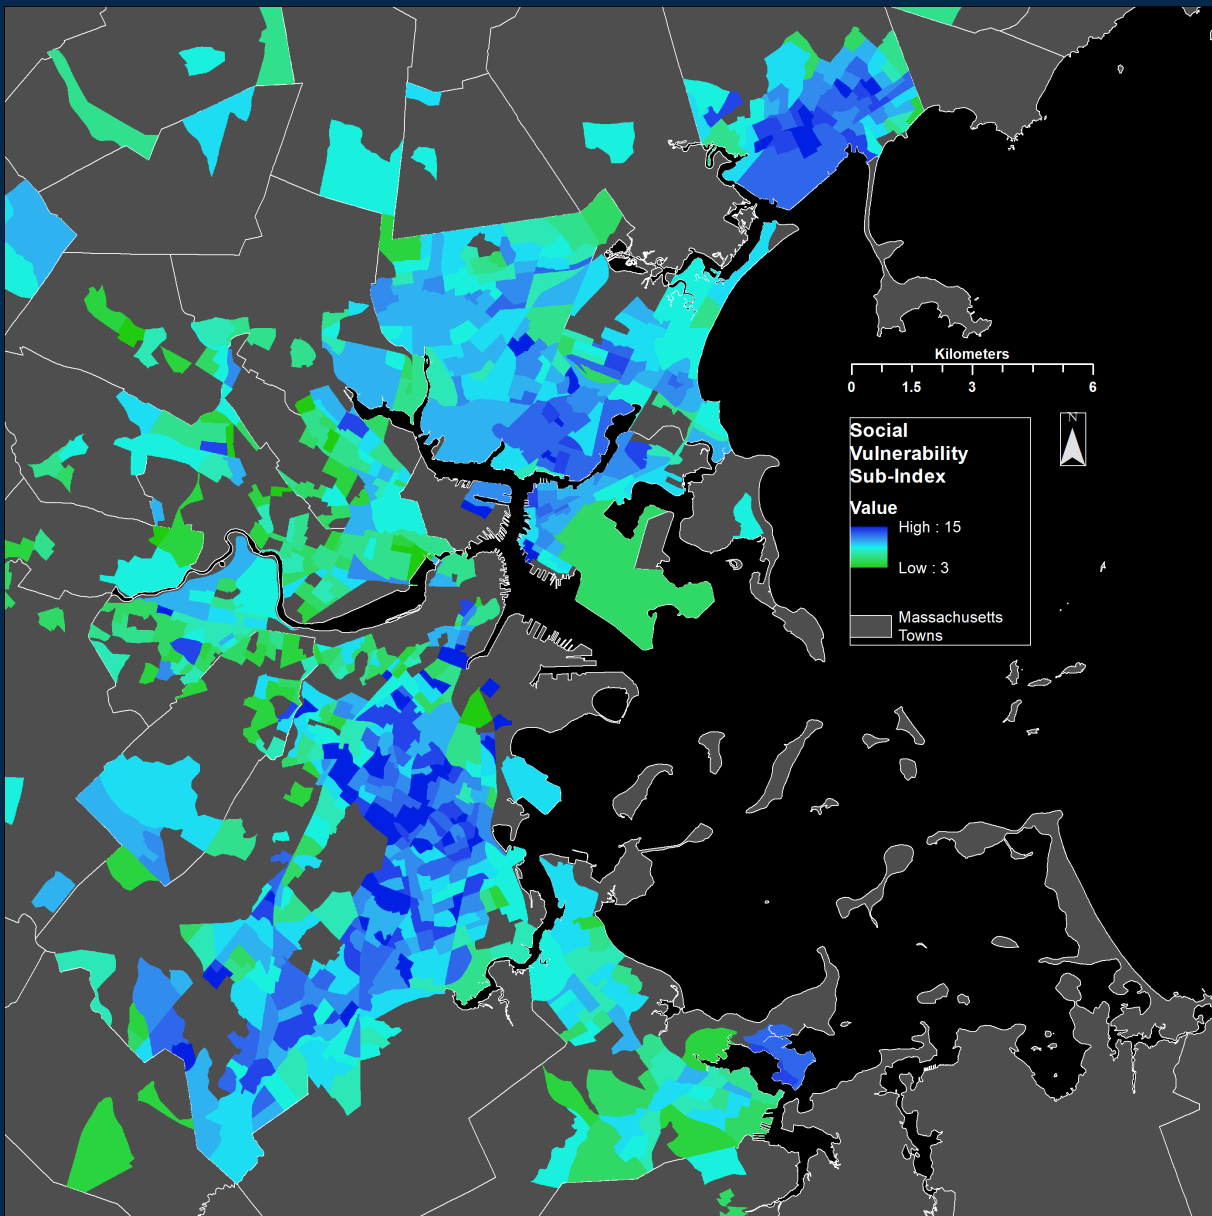 Kilometers
0 1.5 3 6
N
Social
Vulnerability
Sub-Index
Value
High : 15
Low : 3
Massachusetts
Towns